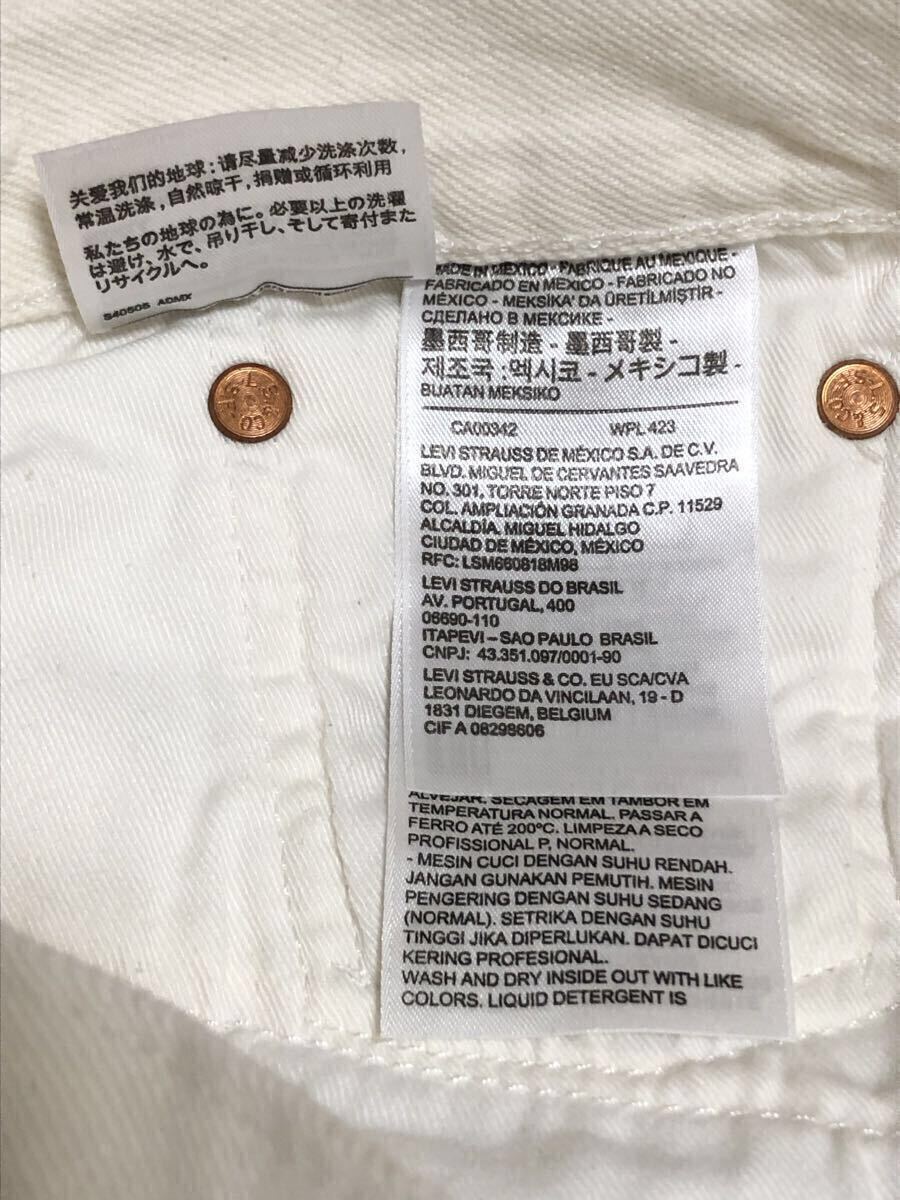 关爱我们的地球：请尽量减少洗涤次数，
常温洗涤，自然晾干，捐赠或循环利用
私たちの地球の為に。必要以上の洗濯
は避け、水で、吊り干し、そして寄付また
リサイクルへ。
S40505 ADMX
MADE IN MEXICO - FABRIQUE AU MEXIQUE -
FABRICADO EN MÉXICO - FABRICADO NO
MÉXICO - MEKSİKA' DA ÜRETİLMİŞTİR -
СДЕЛАНО В МЕКСИКЕ -
墨西哥制造 - 墨西哥製 -
제조국 : 멕시코 - メキシコ製 -
BUATAN MEKSIKO
CA00342 WPL 423
LEVI STRAUSS DE MÉXICO S.A. DE C.V.
BLVD. MIGUEL DE CERVANTES SAAVEDRA
NO. 301, TORRE NORTE PISO 7
COL. AMPLIACIÓN GRANADA C.P. 11529
ALCALDÍA. MIGUEL HIDALGO
CIUDAD DE MÉXICO, MÉXICO
RFC: LSM660818M98
LEVI STRAUSS DO BRASIL
AV. PORTUGAL, 400
06690-110
ITAPEVI – SAO PAULO BRASIL
CNPJ: 43.351.097/0001-90
LEVI STRAUSS & CO. EU SCA/CVA
LEONARDO DA VINCILAAN, 19 - D
1831 DIEGEM, BELGIUM
CIF A 08298606
ALVEJAR. SECAGEM EM TAMBOR EM
TEMPERATURA NORMAL. PASSAR A
FERRO ATÉ 200ºC. LIMPEZA A SECO
PROFISSIONAL P, NORMAL.
- MESIN CUCI DENGAN SUHU RENDAH.
JANGAN GUNAKAN PEMUTIH. MESIN
PENGERING DENGAN SUHU SEDANG
(NORMAL). SETRIKA DENGAN SUHU
TINGGI JIKA DIPERLUKAN. DAPAT DICUCI
KERING PROFESIONAL.
WASH AND DRY INSIDE OUT WITH LIKE
COLORS. LIQUID DETERGENT IS